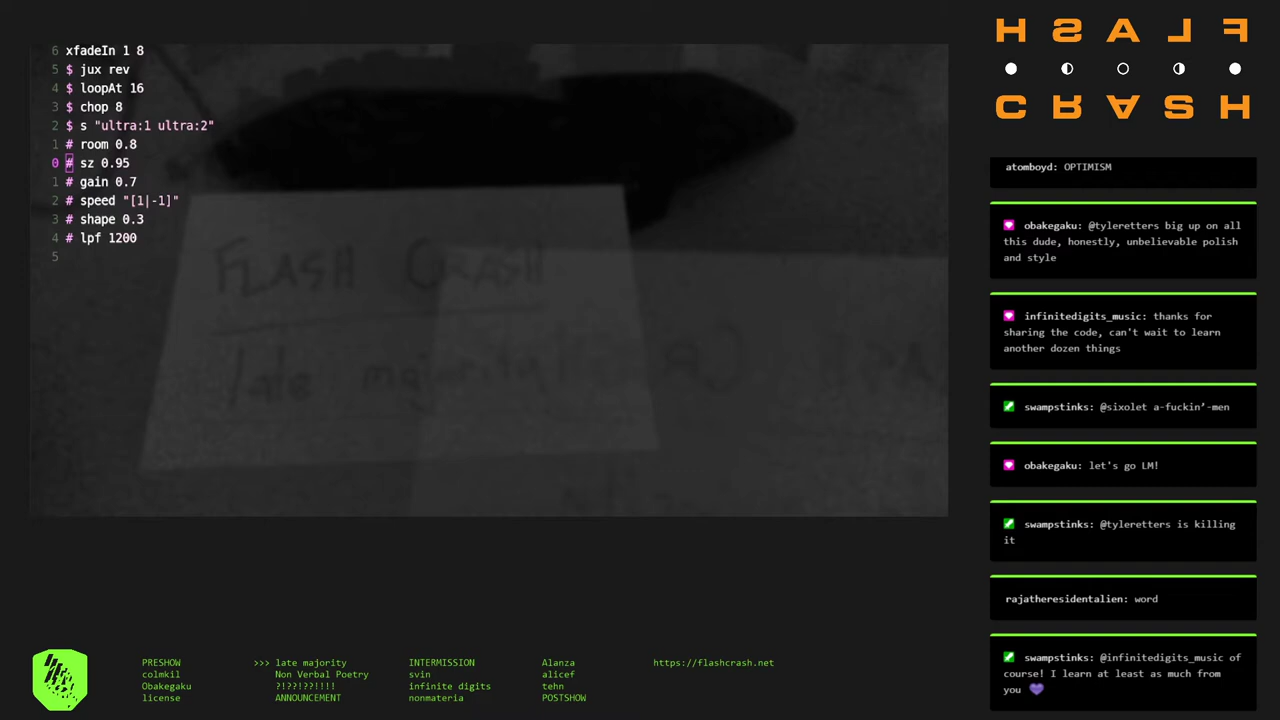 6 xfadeIn 1 8
5 $ jux rev
4 $ loopAt 16
3 $ chop 8
2 $ s "ultra:1 ultra:2"
1 # room 0.8
0 # sz 0.95
1 # gain 0.7
2 # speed "[1|-1]"
3 # shape 0.3
4 # lpf 1200
5
FLASH CRASH
late majority
FLASH
CRASH
atomboyd: OPTIMISM
obakegaku: @tyleretters big up on all
this dude, honestly, unbelievable polish
and style
infinitedigits_music: thanks for
sharing the code, can't wait to learn
another dozen things
swampstinks: @sixolet a-fuckin'-men
obakegaku: let's go LM!
swampstinks: @tyleretters is killing
it
rajatheresidentalien: word
swampstinks: @infinitedigits_music of
course! I learn at least as much from
you 💜
PRESHOW
colmkil
Obakegaku
license
>>> late majority
Non Verbal Poetry
?!??!??!!!!
ANNOUNCEMENT
INTERMISSION
svin
infinite digits
nonmateria
Alanza
alicef
tehn
POSTSHOW
https://flashcrash.net